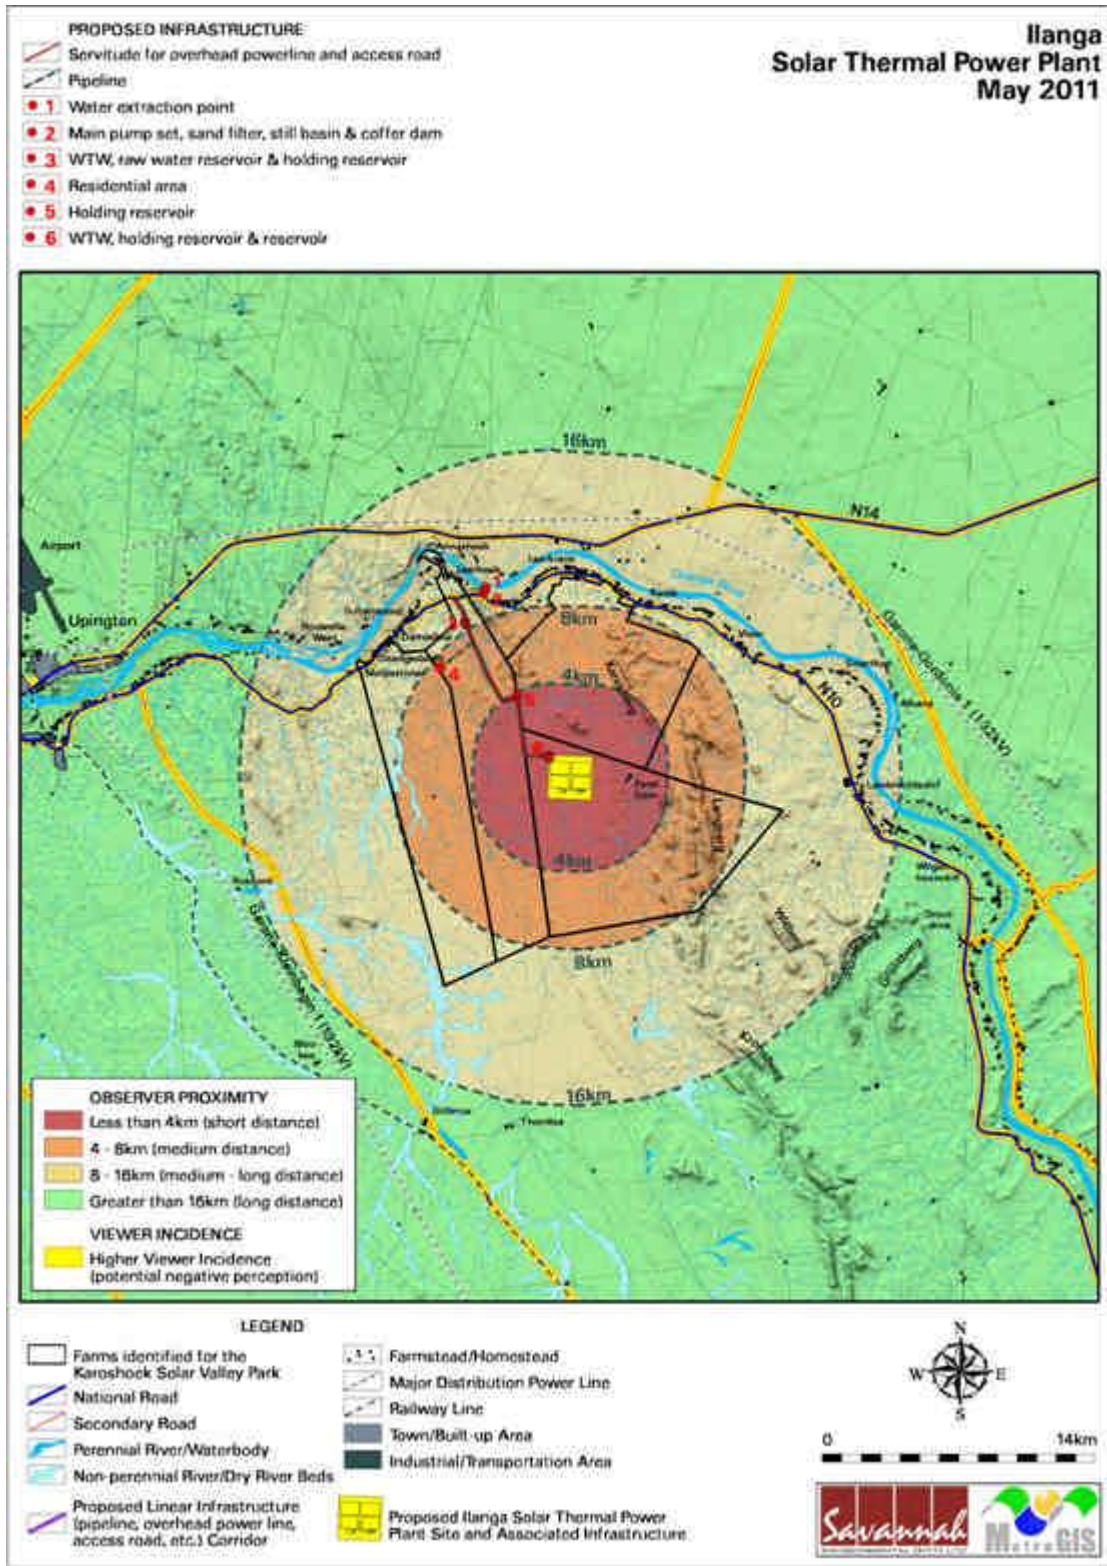 PROPOSED INFRASTRUCTURE
Servitude for overhead powerline and access road
Pipeline
1 Water extraction point
2 Main pump set, sand filter, still basin & coffer dam
3 WTW, raw water reservoir & holding reservoir
4 Residential area
5 Holding reservoir
6 WTW, holding reservoir & reservoir
Ilanga
Solar Thermal Power Plant
May 2011
16km
N14
Airport
Upington
8km
4km
4
N10
4km
8km
16km
OBSERVER PROXIMITY
Less than 4km (short distance)
4 - 8km (medium distance)
8 - 16km (medium - long distance)
Greater than 16km (long distance)
VIEWER INCIDENCE
Higher Viewer Incidence
(potential negative perception)
LEGEND
Farms identified for the
Karoshoek Solar Valley Park
National Road
Secondary Road
Perennial River/Waterbody
Non-perennial River/Dry River Beds
Proposed Linear Infrastructure
(pipeline, overhead power line,
access road, etc.) Corridor
Farmstead/Homestead
Major Distribution Power Line
Railway Line
Town/Built-up Area
Industrial/Transportation Area
Proposed Ilanga Solar Thermal Power
Plant Site and Associated Infrastructure
N
W E
S
0 14km
Savannah
MetroGIS